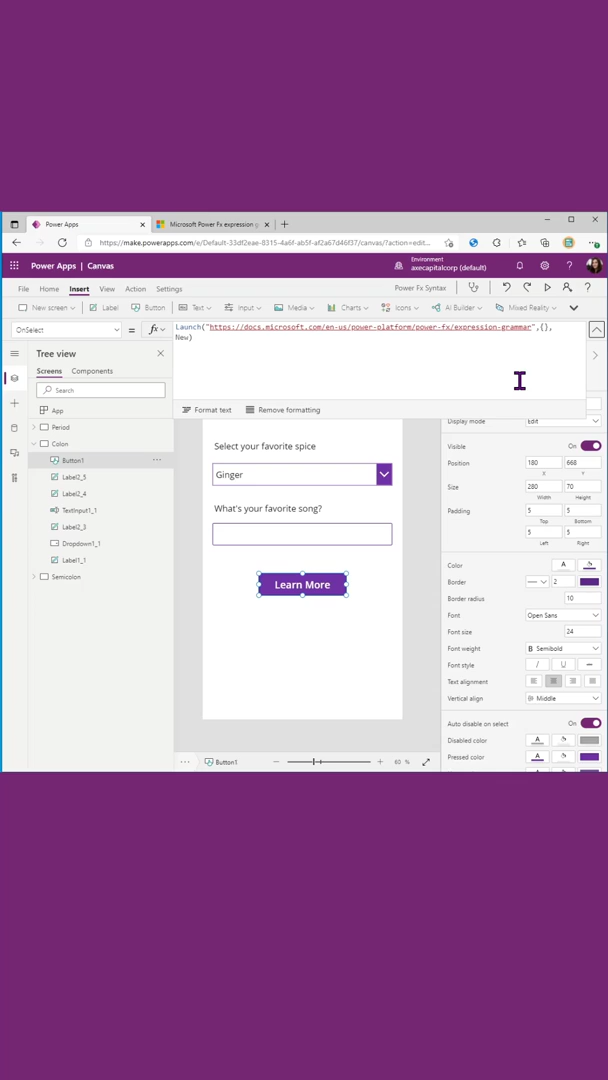 Power Apps
Microsoft Power Fx expression g
https://make.powerapps.com/e/Default-33df2eae-8315-4a6f-ab5f-af2a67d46f37/canvas/?action=edit...
Power Apps | Canvas
Environment
axecapitalcorp (default)
File Home Insert View Action Settings
Power Fx Syntax
New screen Label Button Text Input Media Charts Icons AI Builder Mixed Reality
OnSelect = fx
Launch("https://docs.microsoft.com/en-us/power-platform/power-fx/expression-grammar",{},
New)
Format text Remove formatting
Tree view
Screens Components
Search
App
Period
Colon
Button1 ...
Label2_5
Label2_4
TextInput1_1
Label2_3
Dropdown1_1
Label1_1
Semicolon
Select your favorite spice
Ginger
What's your favorite song?
Learn More
Display mode Edit
Visible On
Position 180 668
X Y
Size 280 70
Width Height
Padding 5 5
Top Bottom
5 5
Left Right
Color A
Border 2
Border radius 10
Font Open Sans
Font size 24
Font weight B Semibold
Font style / U
Text alignment
Vertical align Middle
Auto disable on select On
Disabled color A
Pressed color A
... Button1 60 %